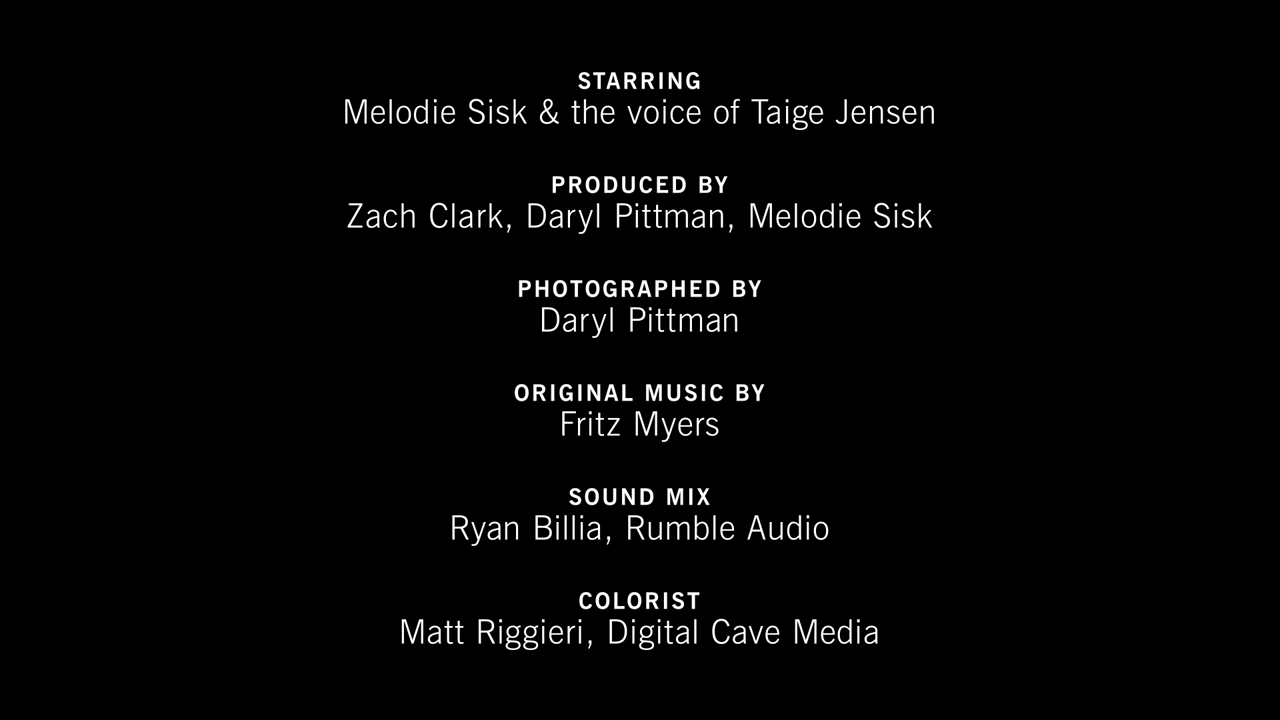 STARRING
Melodie Sisk & the voice of Taige Jensen
PRODUCED BY
Zach Clark, Daryl Pittman, Melodie Sisk
PHOTOGRAPHED BY
Daryl Pittman
ORIGINAL MUSIC BY
Fritz Myers
SOUND MIX
Ryan Billia, Rumble Audio
COLORIST
Matt Riggieri, Digital Cave Media